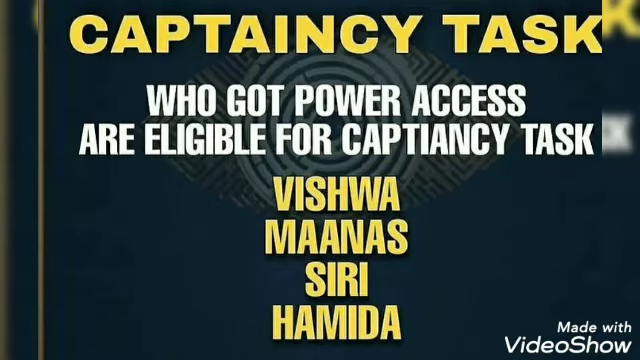 CAPTAINCY TASK
WHO GOT POWER ACCESS
ARE ELIGIBLE FOR CAPTIANCY TASK
VISHWA
MAANAS
SIRI
HAMIDA
Made with
VideoShow